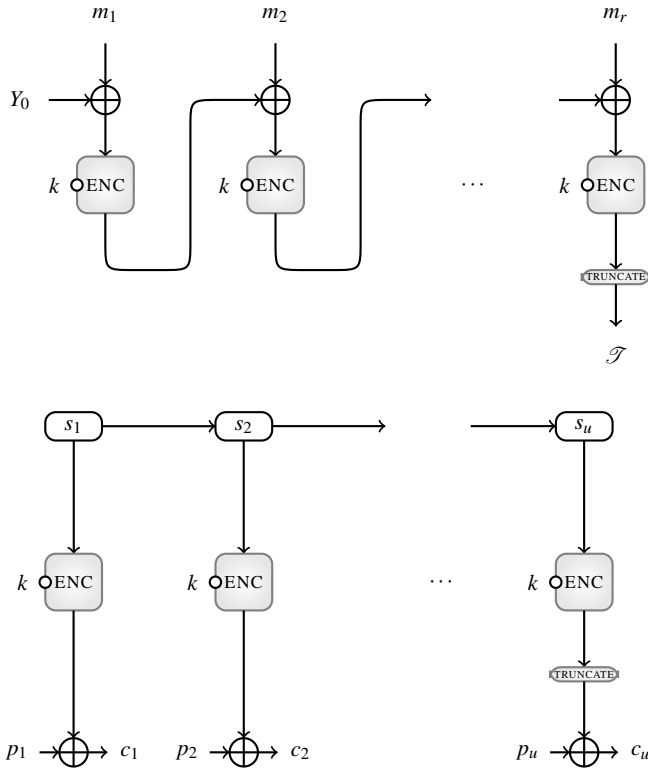 m₁ m₂ mᵣ
Y₀
k ENC k ENC ... k ENC
TRUNCATE
𝒯
s₁ s₂ sᵤ
k ENC k ENC ... k ENC
TRUNCATE
p₁ c₁ p₂ c₂ pᵤ cᵤ